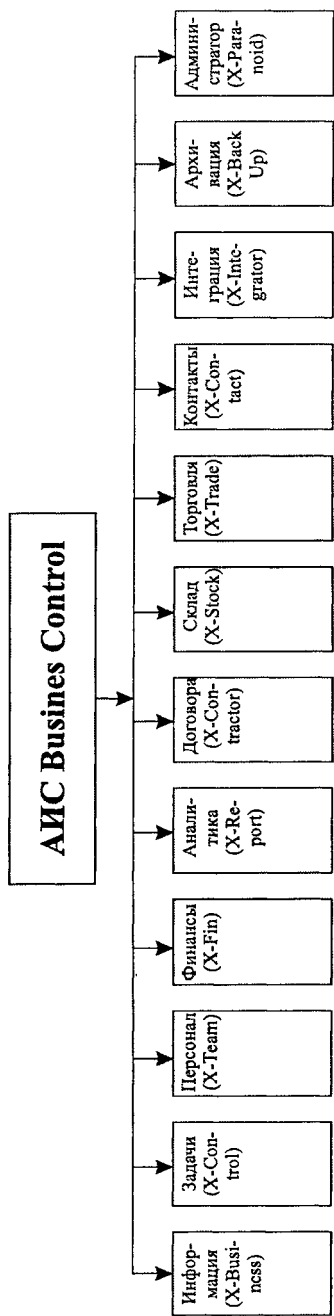 АИС Busines Control
Инфор-
мация
(X-Busi-
ness)
Задачи
(X-Con-
trol)
Персонал
(X-Team)
Финансы
(X-Fin)
Анали-
тика
(X-Re-
port)
Договора
(X-Con-
tractor)
Склад
(X-Stock)
Торговля
(X-Trade)
Контакты
(X-Con-
tact)
Инте-
грация
(X-Inte-
grator)
Архи-
вация
(X-Back
Up)
Админи-
стратор
(X-Para-
noid)